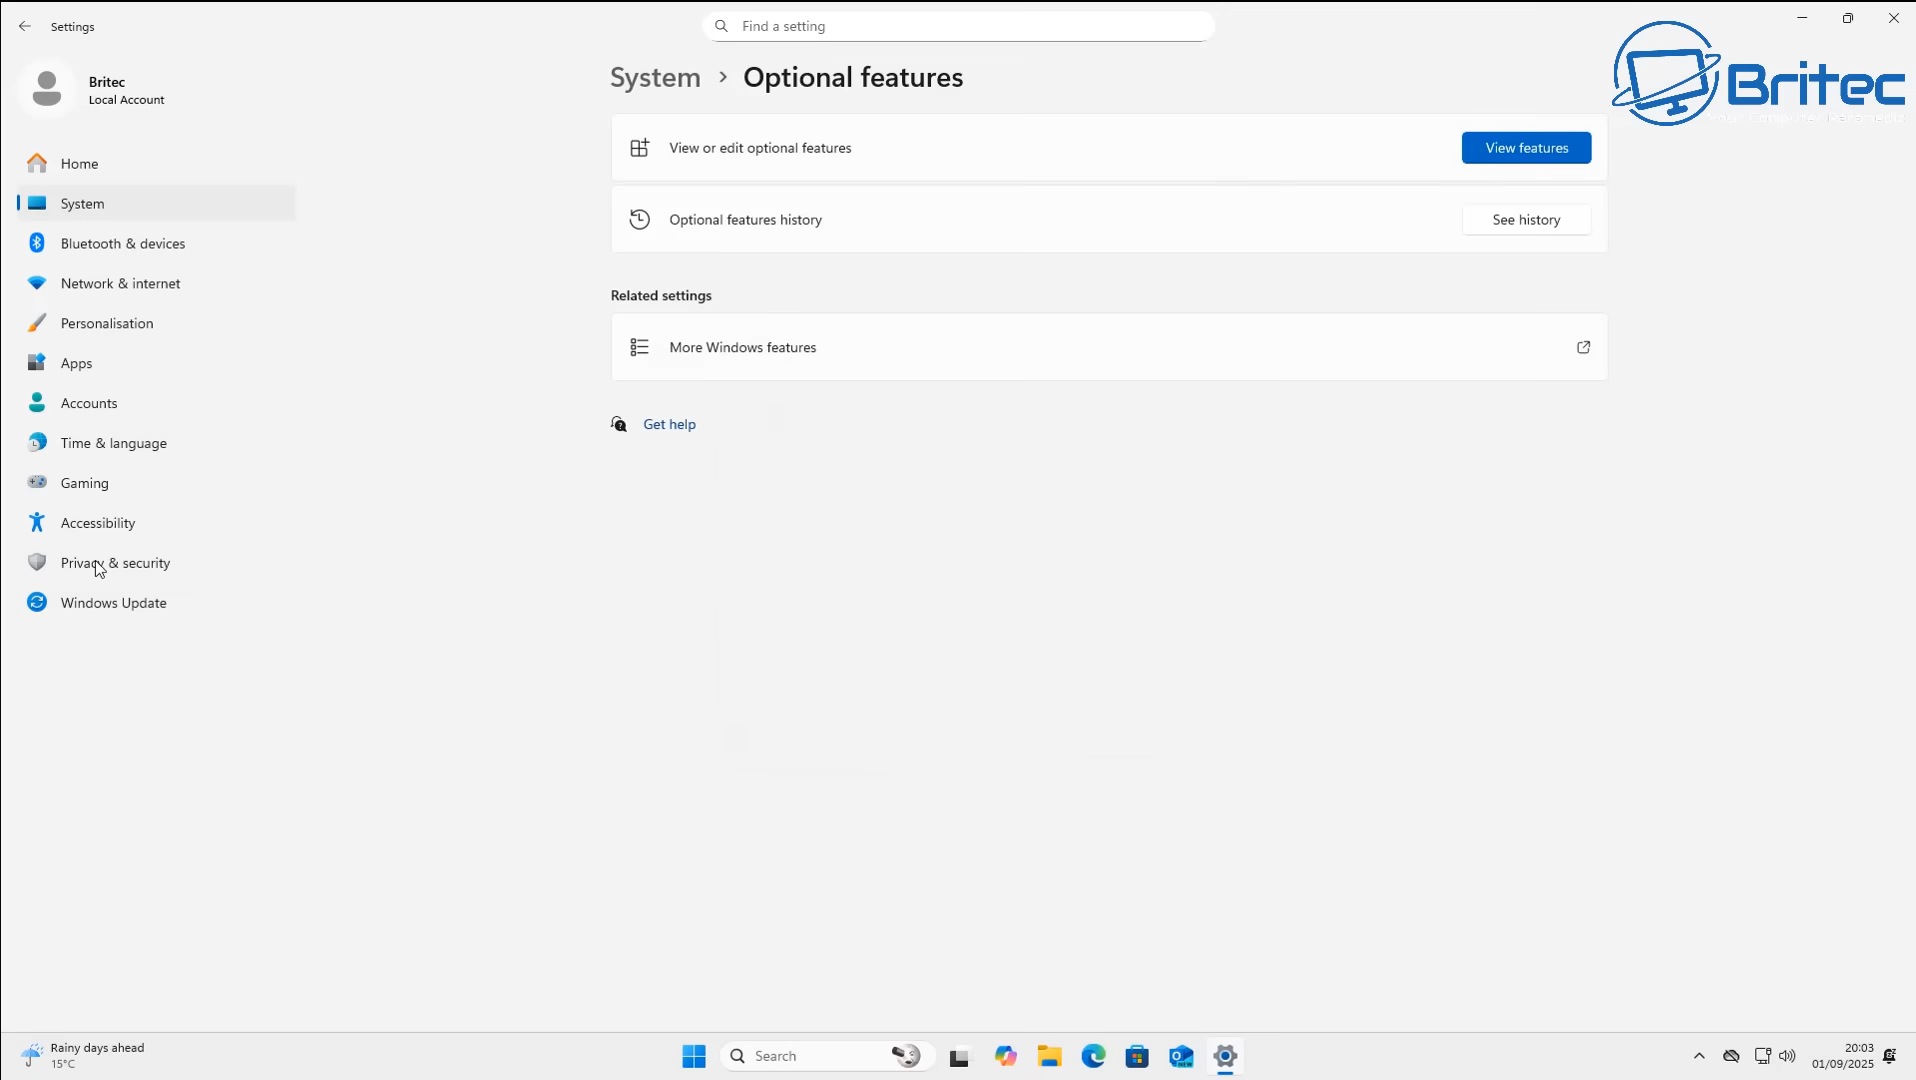 Settings
Find a setting
Britec
Local Account
Britec
System > Optional features
Home
System
Bluetooth & devices
Network & internet
Personalisation
Apps
Accounts
Time & language
Gaming
Accessibility
Privacy & security
Windows Update
View or edit optional features
View features
Optional features history
See history
Related settings
More Windows features
Get help
Rainy days ahead
15°C
Search
20:03
01/09/2025